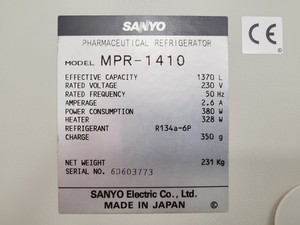 SANYO
CE
PHARMACEUTICAL REFRIGERATOR
MODEL MPR-1410
EFFECTIVE CAPACITY 1370 L
RATED VOLTAGE 230 V
RATED FREQUENCY 50 Hz
AMPERAGE 2.6 A
POWER CONSUMPTION 380 W
HEATER 328 W
REFRIGERANT R134a-6P
CHARGE 350 g
NET WEIGHT 231 Kg
SERIAL NO. 60603773
SANYO Electric Co., Ltd.
MADE IN JAPAN